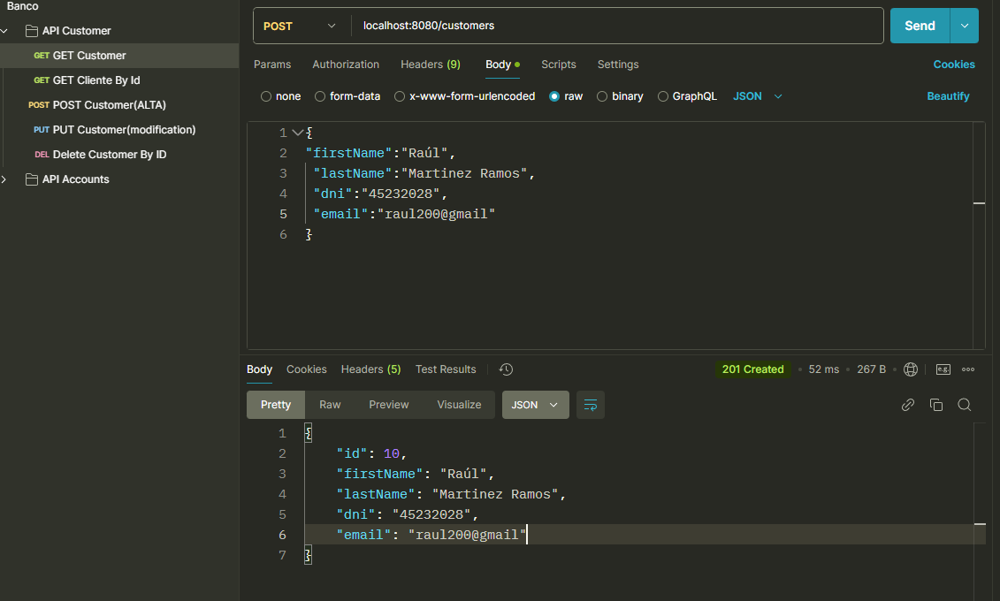 Banco
API Customer
GET GET Customer
GET GET Cliente By Id
POST POST Customer(ALTA)
PUT PUT Customer(modification)
DEL Delete Customer By ID
API Accounts
POST localhost:8080/customers Send
Params Authorization Headers (9) Body Scripts Settings Cookies
none form-data x-www-form-urlencoded raw binary GraphQL JSON Beautify
1 {
2 "firstName":"Raúl",
3 "lastName":"Martinez Ramos",
4 "dni":"45232028",
5 "email":"raul200@gmail"
6 }
Body Cookies Headers (5) Test Results 201 Created • 52 ms • 267 B • e.g.
Pretty Raw Preview Visualize JSON
1 {
2 "id": 10,
3 "firstName": "Raúl",
4 "lastName": "Martinez Ramos",
5 "dni": "45232028",
6 "email": "raul200@gmail"
7 }